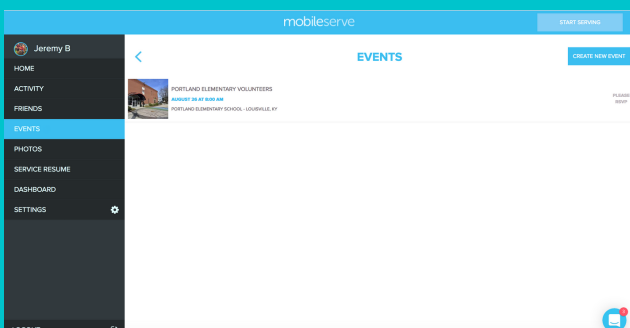 mobileserve
START SERVING
Jeremy B
HOME
ACTIVITY
FRIENDS
EVENTS
PHOTOS
SERVICE RESUME
DASHBOARD
SETTINGS
EVENTS
CREATE NEW EVENT
PORTLAND ELEMENTARY VOLUNTEERS
AUGUST 26 AT 8:00 AM
PORTLAND ELEMENTARY SCHOOL - LOUISVILLE, KY
PLEASE
RSVP